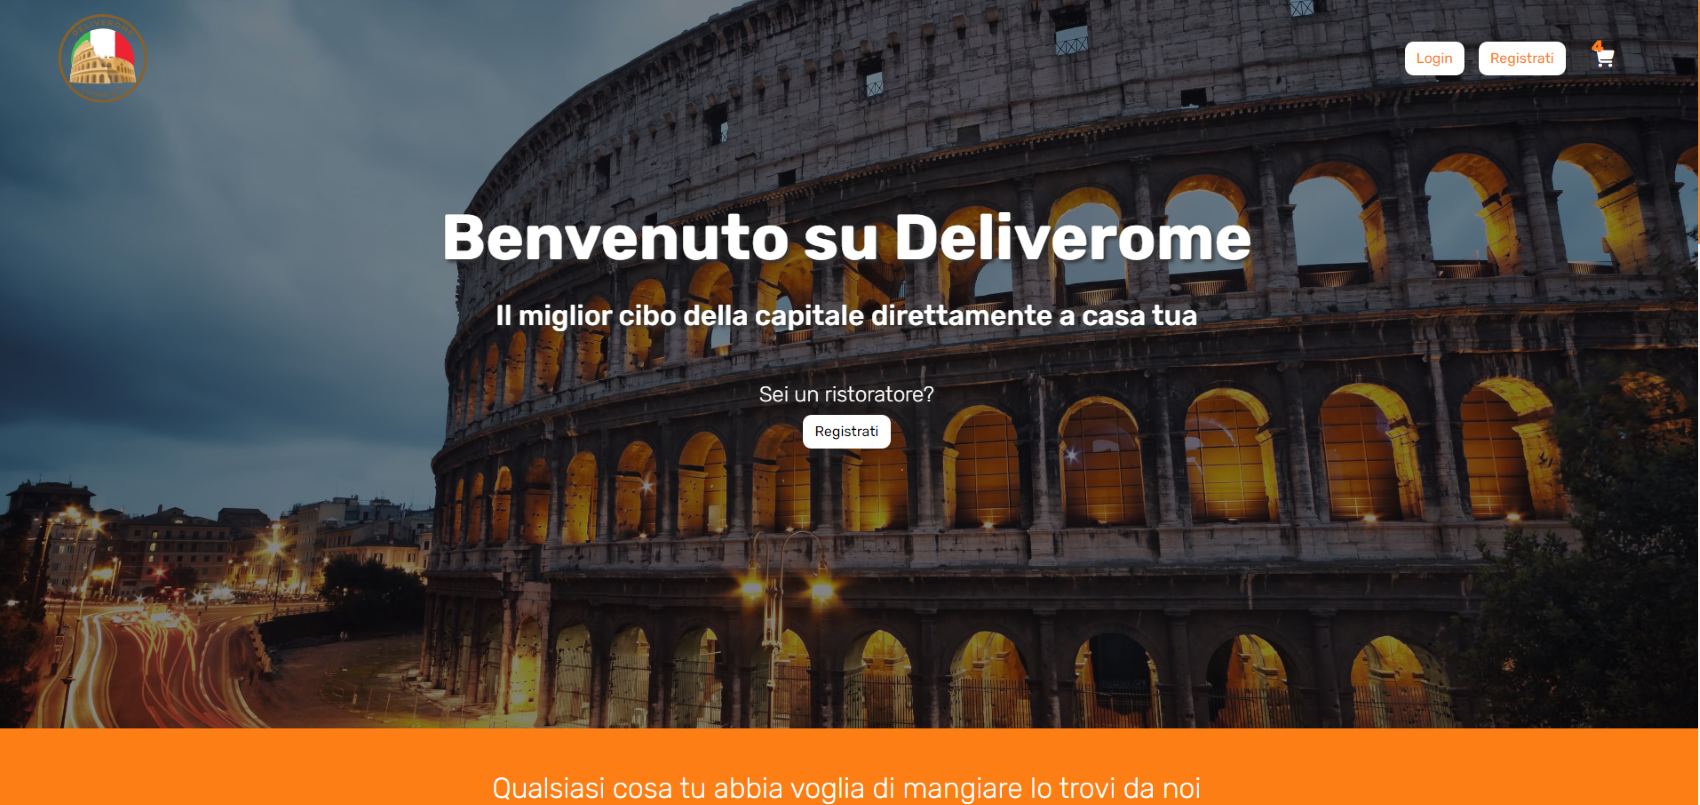 DELIVEROME
Login
Registrati
4
Benvenuto su Deliverome
Il miglior cibo della capitale direttamente a casa tua
Sei un ristoratore?
Registrati
Qualsiasi cosa tu abbia voglia di mangiare lo trovi da noi